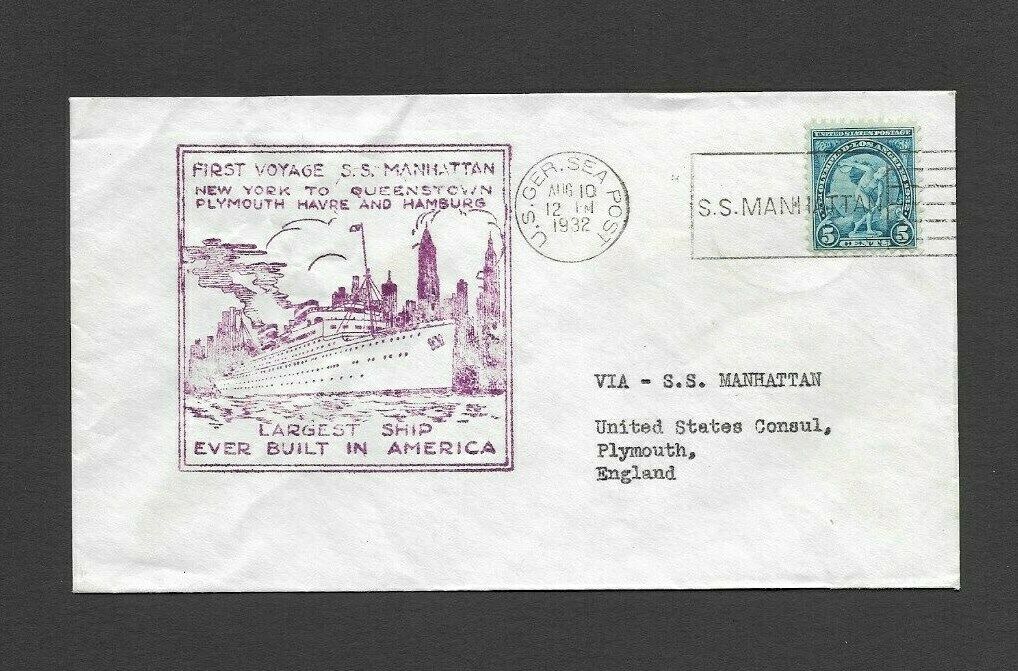 FIRST VOYAGE S.S. MANHATTAN
NEW YORK TO QUEENSTOWN
PLYMOUTH HAVRE AND HAMBURG
LARGEST SHIP
EVER BUILT IN AMERICA
U.S. GER. SEA POST
AUG 10
12
1932
S.S. MANHATTAN
UNITED STATES POSTAGE
5 CENTS 5
VIA - S.S. MANHATTAN
United States Consul,
Plymouth,
England